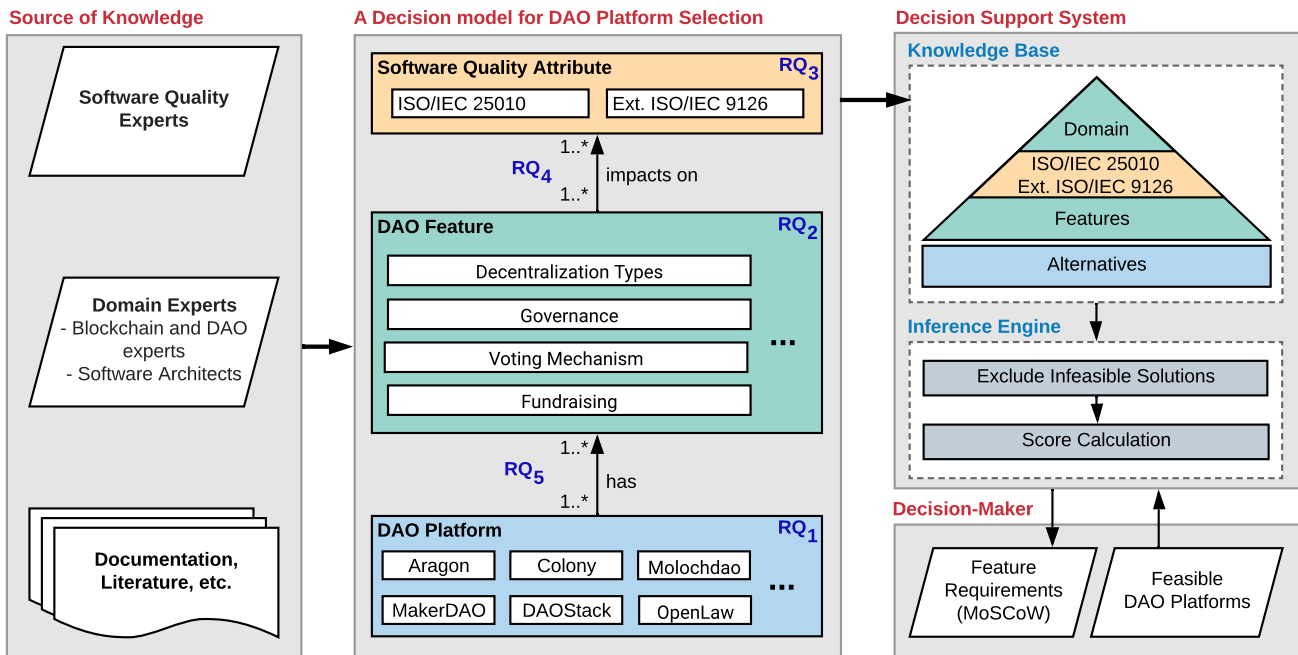 Source of Knowledge
Software Quality
Experts
Domain Experts
- Blockchain and DAO
experts
- Software Architects
Documentation,
Literature, etc.
A Decision model for DAO Platform Selection
Software Quality Attribute
RQ3
ISO/IEC 25010
Ext. ISO/IEC 9126
1..*
RQ4
impacts on
1..*
DAO Feature
RQ2
Decentralization Types
Governance
...
Voting Mechanism
Fundraising
1..*
RQ5
has
1..*
DAO Platform
RQ1
Aragon
Colony
Molochdao
...
MakerDAO
DAOStack
OpenLaw
Decision Support System
Knowledge Base
Domain
ISO/IEC 25010
Ext. ISO/IEC 9126
Features
Alternatives
Inference Engine
Exclude Infeasible Solutions
Score Calculation
Decision-Maker
Feature
Requirements
(MoSCoW)
Feasible
DAO Platforms